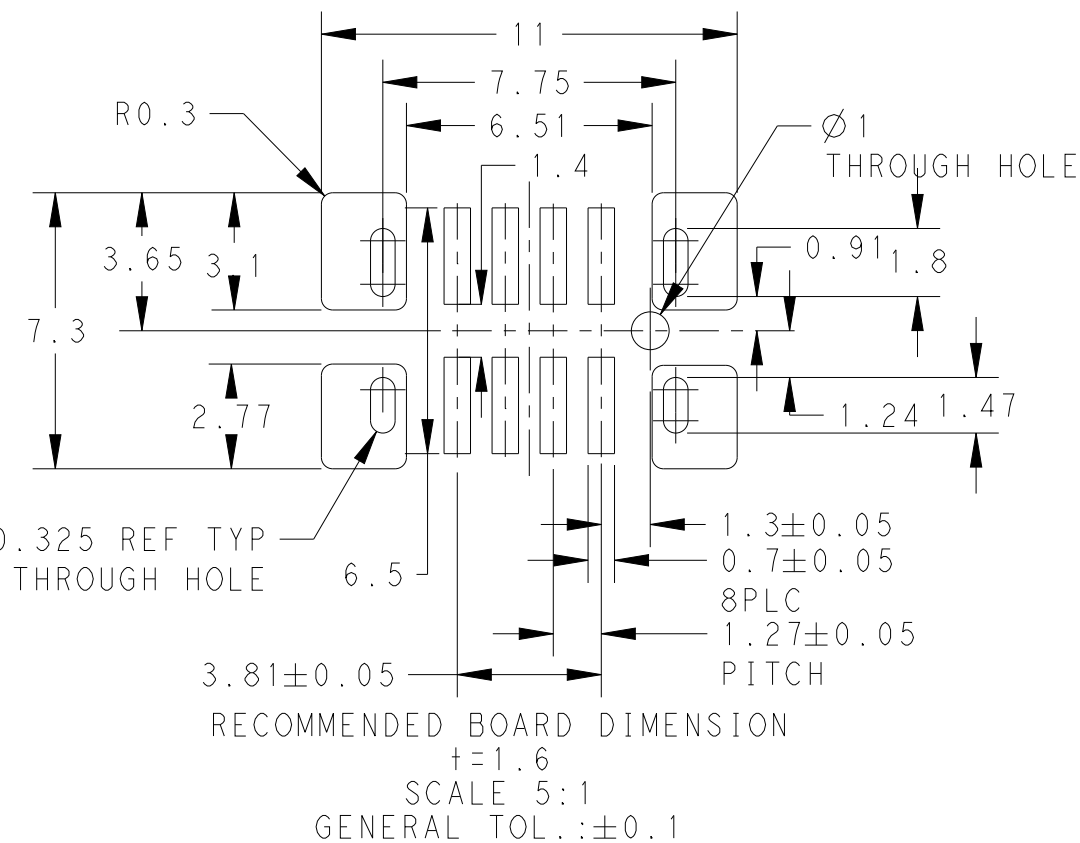 11
7.75
R0.3
6.51
Ø1
1.4
THROUGH HOLE
0.91
3.65
3.1
1.8
7.3
2.77
1.24
1.47
0.325 REF TYP
THROUGH HOLE
6.5
1.3±0.05
0.7±0.05
8PLC
1.27±0.05
PITCH
3.81±0.05
RECOMMENDED BOARD DIMENSION
t=1.6
SCALE 5:1
GENERAL TOL.:±0.1